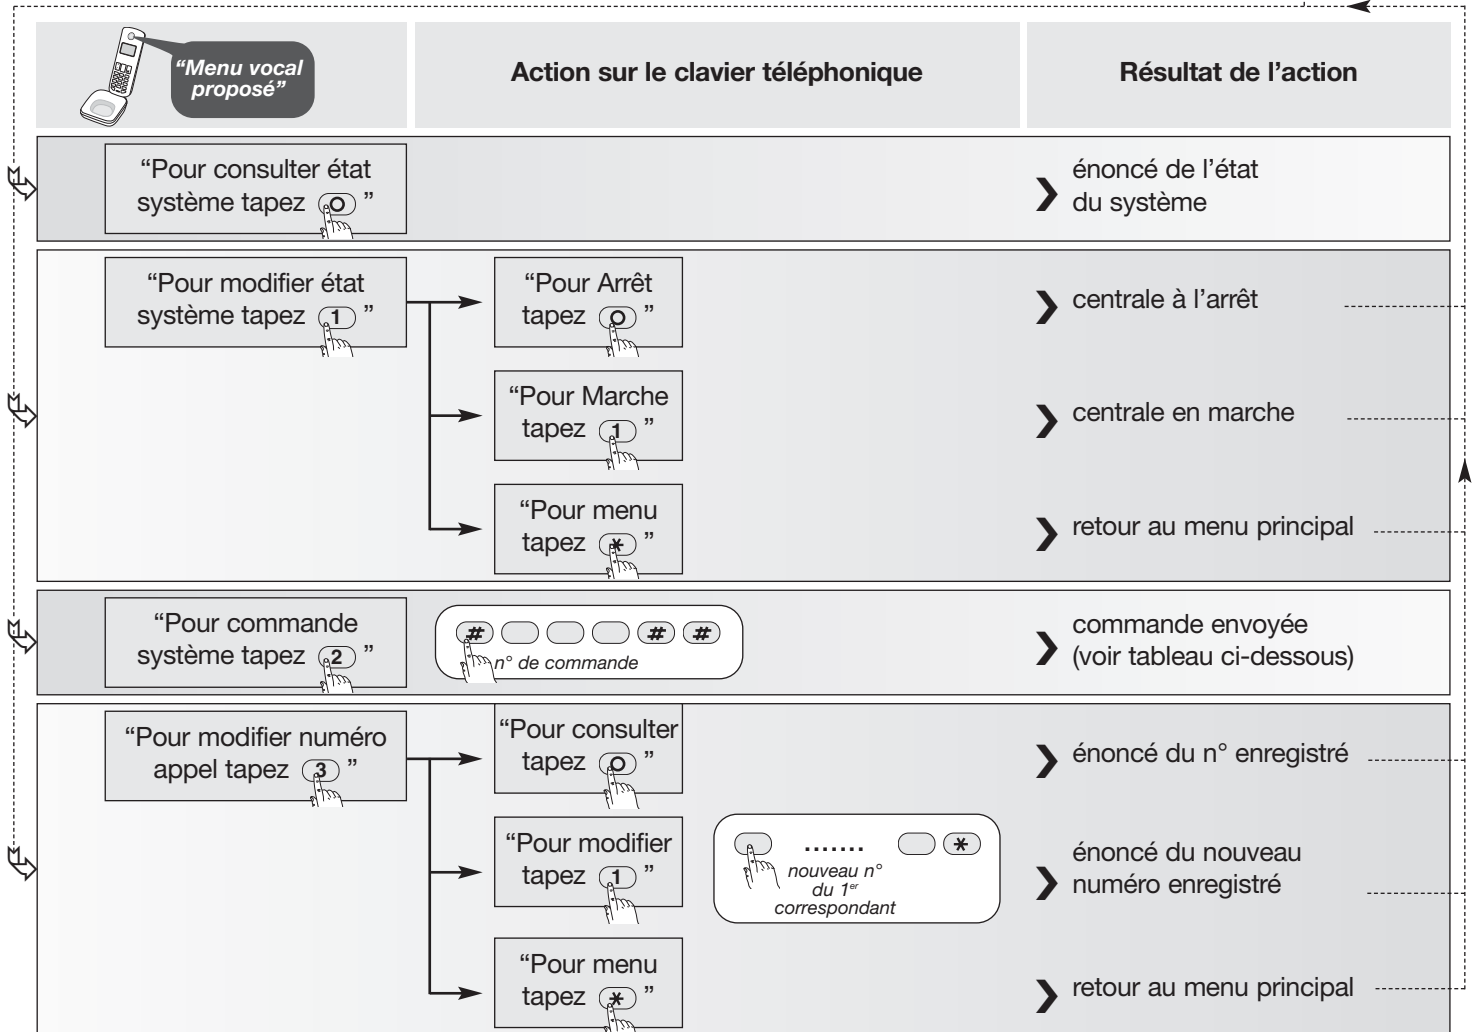 “Menu vocal
proposé”
Action sur le clavier téléphonique
Résultat de l’action
“Pour consulter état
système tapez O ”
énoncé de l’état
du système
“Pour modifier état
système tapez 1 ”
“Pour Arrêt
tapez O ”
centrale à l’arrêt
“Pour Marche
tapez 1 ”
centrale en marche
“Pour menu
tapez * ”
retour au menu principal
“Pour commande
système tapez 2 ”
# # #
n° de commande
commande envoyée
(voir tableau ci-dessous)
“Pour modifier numéro
appel tapez 3 ”
“Pour consulter
tapez O ”
énoncé du n° enregistré
“Pour modifier
tapez 1 ”
....... *
nouveau n°
du 1er
correspondant
énoncé du nouveau
numéro enregistré
“Pour menu
tapez * ”
retour au menu principal